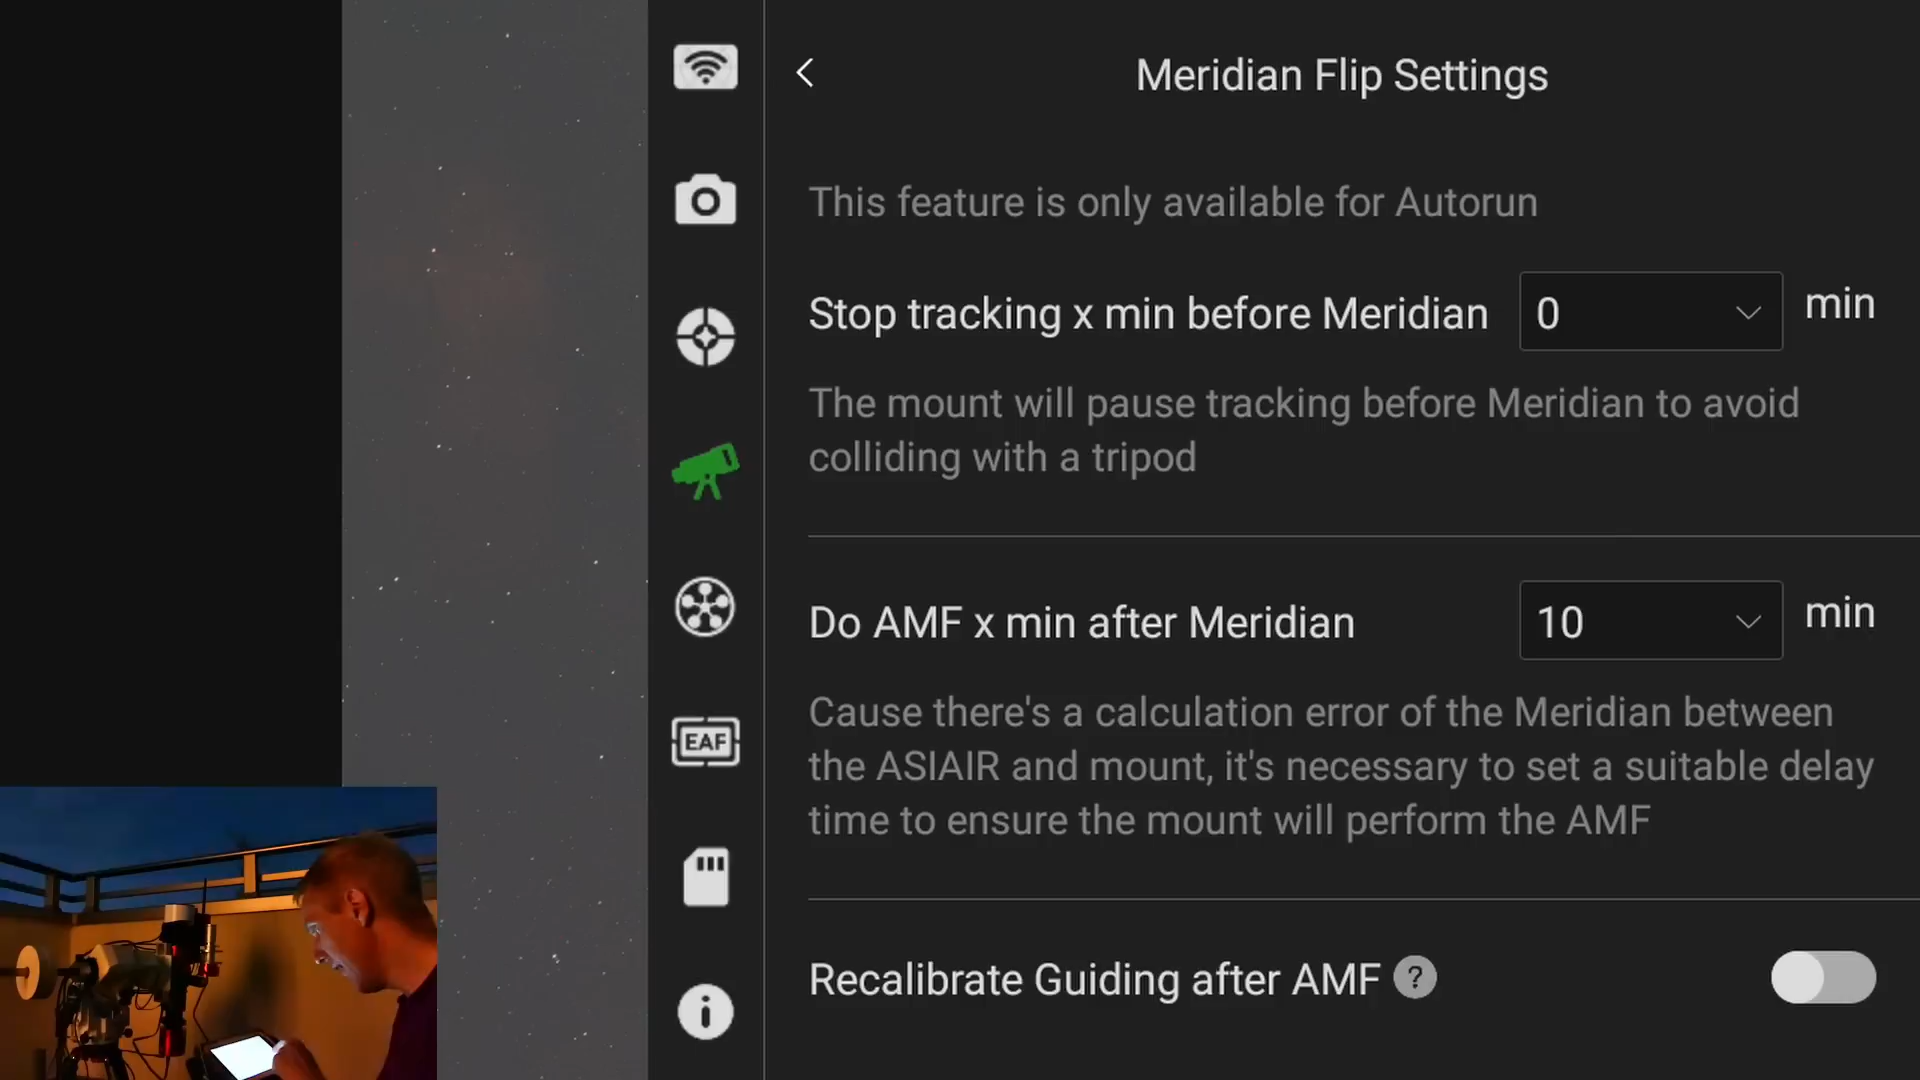 Meridian Flip Settings
This feature is only available for Autorun
Stop tracking x min before Meridian 0 min
The mount will pause tracking before Meridian to avoid
colliding with a tripod
Do AMF x min after Meridian 10 min
Cause there's a calculation error of the Meridian between
the ASIAIR and mount, it's necessary to set a suitable delay
time to ensure the mount will perform the AMF
EAF
Recalibrate Guiding after AMF ?